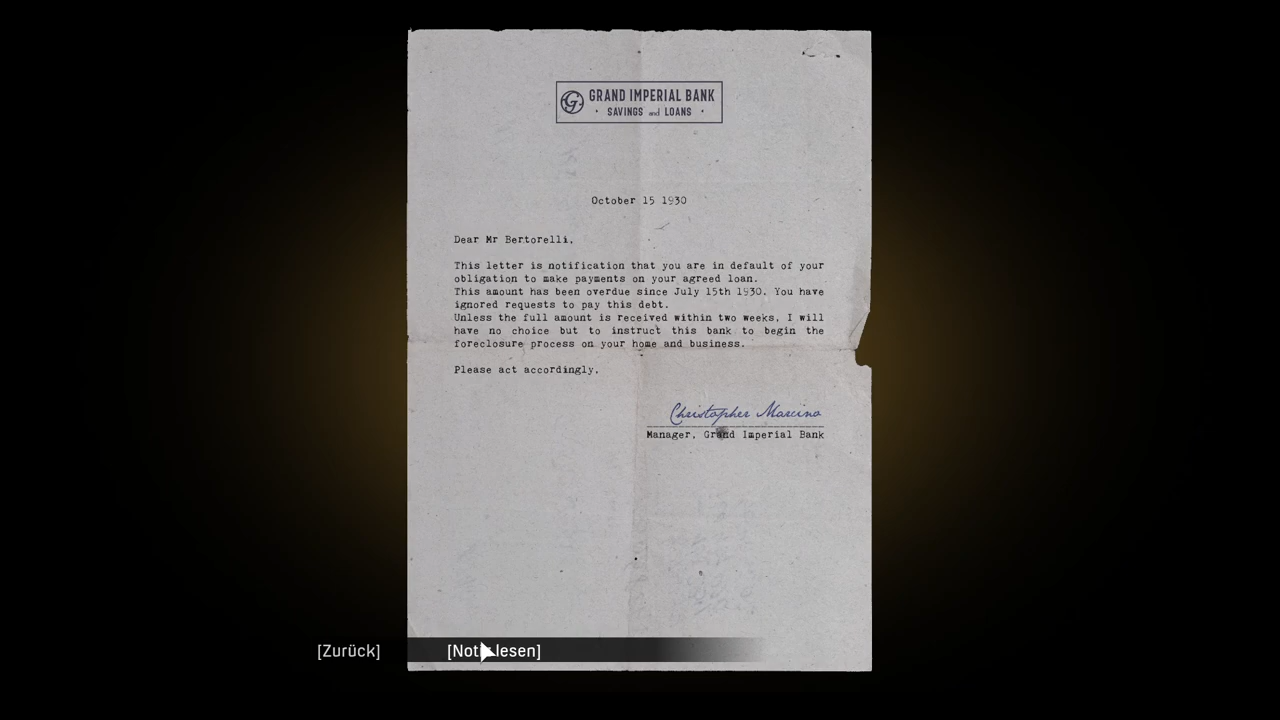 GRAND IMPERIAL BANK
· SAVINGS and LOANS ·
October 15 1930
Dear Mr Bertorelli,
This letter is notification that you are in default of your
obligation to make payments on your agreed loan.
This amount has been overdue since July 15th 1930. You have
ignored requests to pay this debt.
Unless the full amount is received within two weeks, I will
have no choice but to instruct this bank to begin the
foreclosure process on your home and business.
Please act accordingly,
Christopher Marcino
Manager, Grand Imperial Bank
[Zurück] [Notiz lesen]